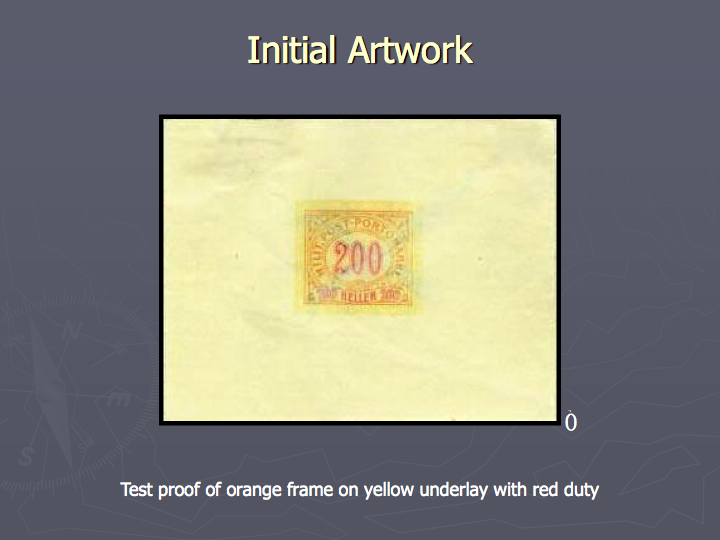 Initial Artwork
MILIT. POST PORTOMARKE
200
200 HELLER 200
Ò
Test proof of orange frame on yellow underlay with red duty
N
m
S